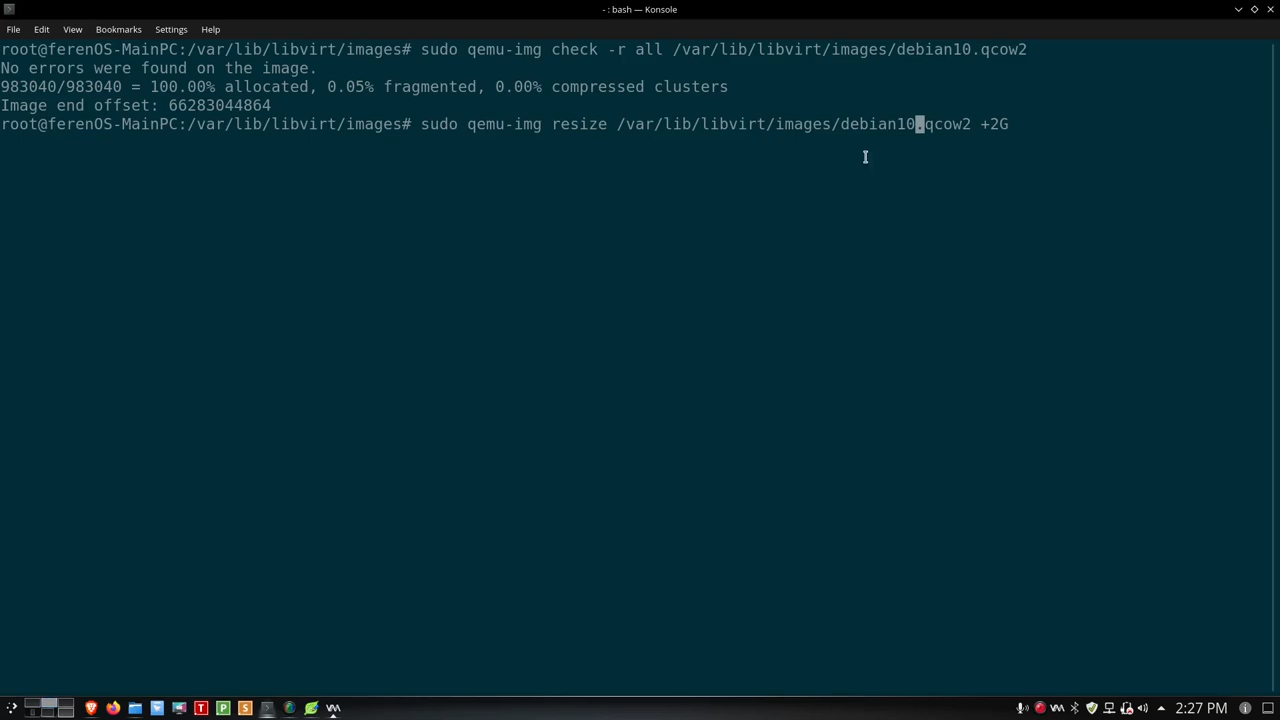 - : bash — Konsole
File Edit View Bookmarks Settings Help
root@ferenOS-MainPC:/var/lib/libvirt/images# sudo qemu-img check -r all /var/lib/libvirt/images/debian10.qcow2
No errors were found on the image.
983040/983040 = 100.00% allocated, 0.05% fragmented, 0.00% compressed clusters
Image end offset: 66283044864
root@ferenOS-MainPC:/var/lib/libvirt/images# sudo qemu-img resize /var/lib/libvirt/images/debian10.qcow2 +2G
T P S 2:27 PM